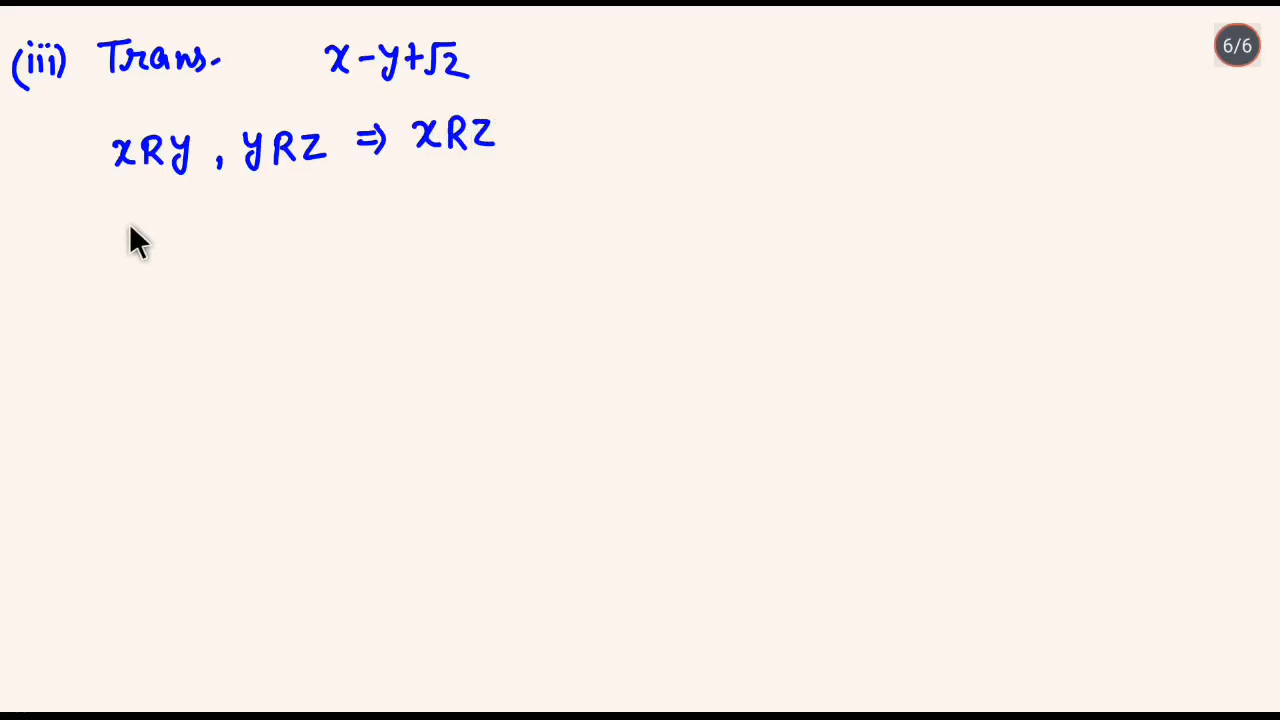 (iii) Trans. x-y+√2
6/6
xRy, yRz ⇒ xRz